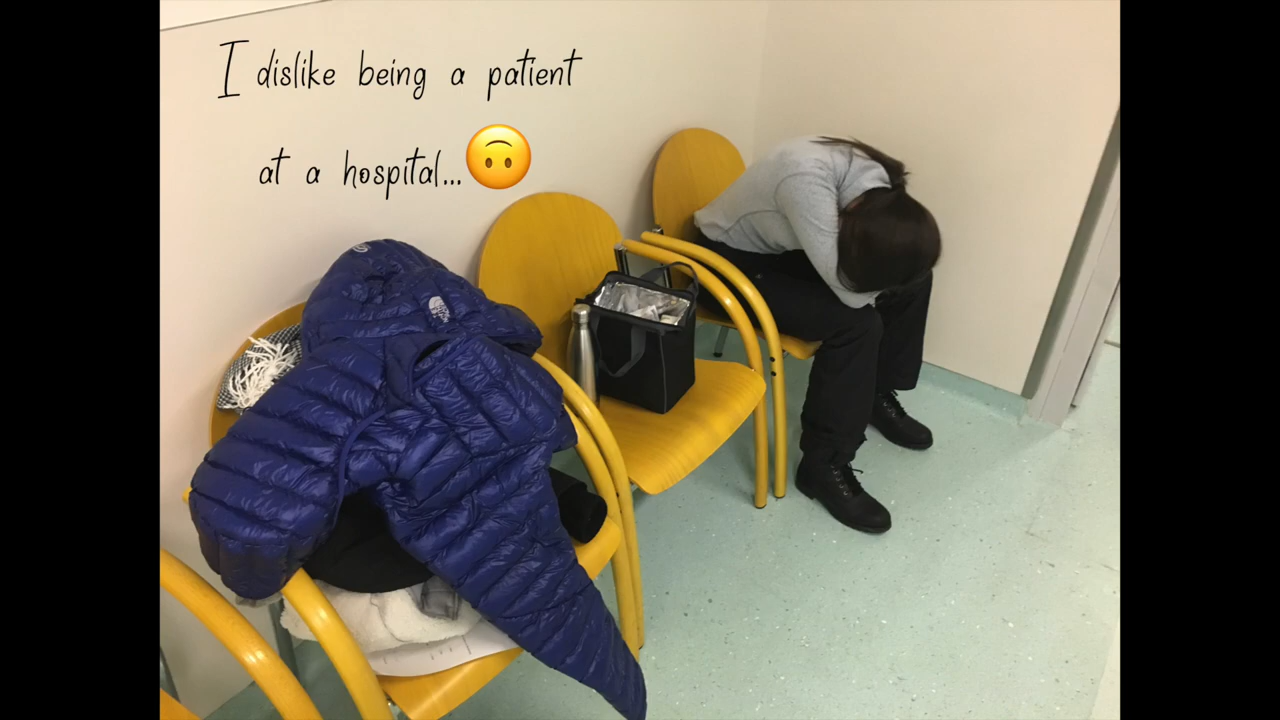 I dislike being a patient
at a hospital...🙃